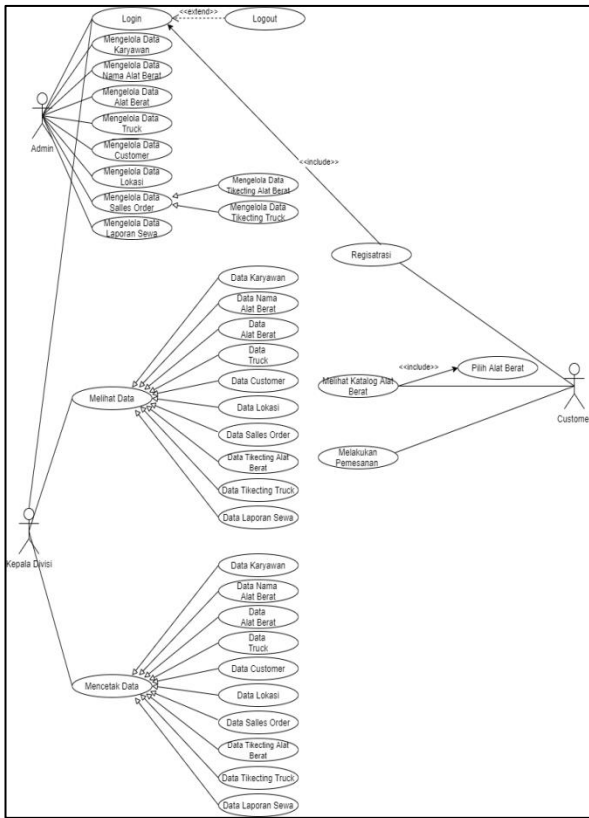 Login
<<extend>>
Logout
Mengelola Data
Karyawan
Mengelola Data
Nama Alat Berat
Mengelola Data
Alat Berat
Mengelola Data
Truck
Mengelola Data
Customer
Mengelola Data
Lokasi
Mengelola Data
Salles Order
Mengelola Data
Laporan Sewa
Admin
Mengelola Data
Tikecting Alat Berat
Mengelola Data
Tikecting Truck
<<include>>
Regisatrasi
<<include>>
Pilih Alat Berat
Melihat Katalog Alat
Berat
Melakukan
Pemesanan
Custome
Melihat Data
Data Karyawan
Data Nama
Alat Berat
Data
Alat Berat
Data
Truck
Data Customer
Data Lokasi
Data Salles Order
Data Tikecting Alat
Berat
Data Tikecting Truck
Data Laporan Sewa
Kepala Divisi
Mencetak Data
Data Karyawan
Data Nama
Alat Berat
Data
Alat Berat
Data
Truck
Data Customer
Data Lokasi
Data Salles Order
Data Tikecting Alat
Berat
Data Tikecting Truck
Data Laporan Sewa